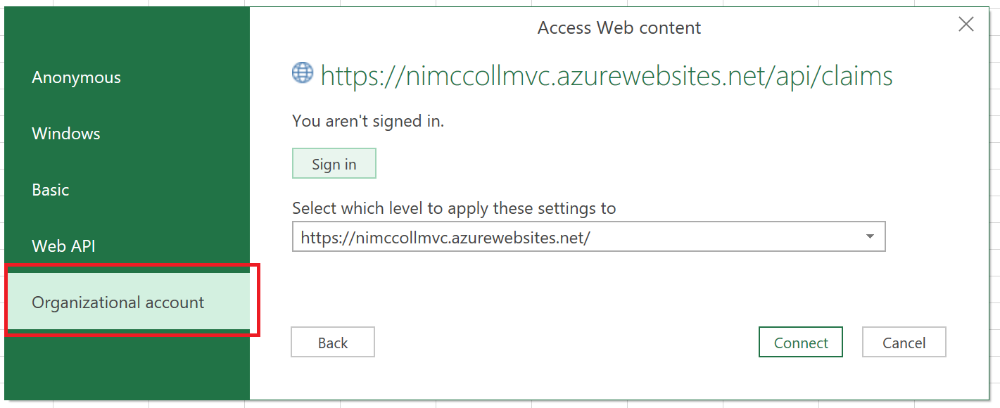 Access Web content
Anonymous
Windows
Basic
Web API
Organizational account
https://nimccollmvc.azurewebsites.net/api/claims
You aren't signed in.
Sign in
Select which level to apply these settings to
https://nimccollmvc.azurewebsites.net/
Back
Connect
Cancel